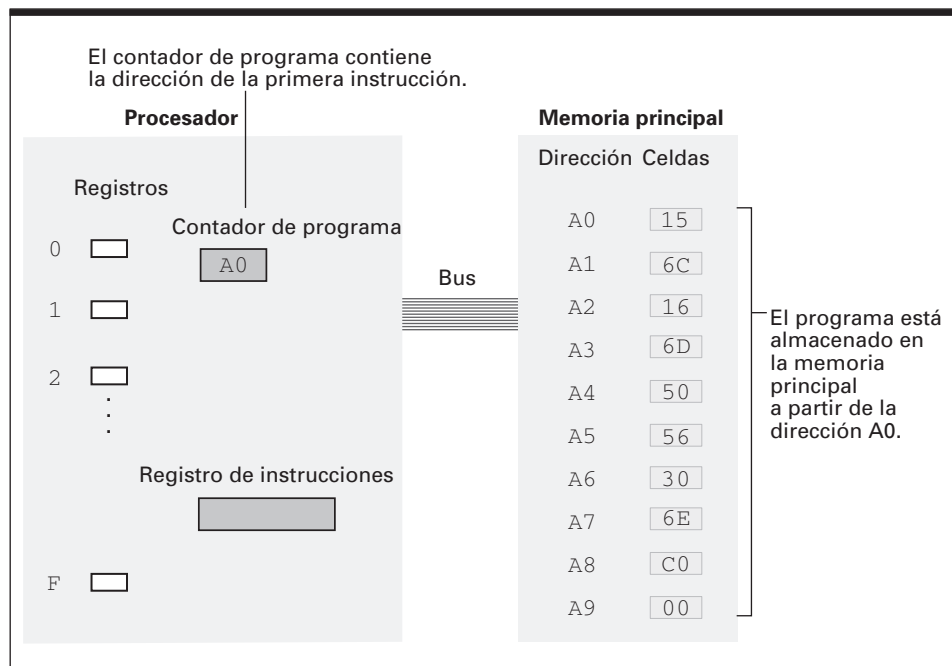 El contador de programa contiene
la dirección de la primera instrucción.
Procesador
Registros
Contador de programa
0
A0
1
2
Registro de instrucciones
F
Bus
Memoria principal
Dirección Celdas
A0 15
A1 6C
A2 16
A3 6D
A4 50
A5 56
A6 30
A7 6E
A8 C0
A9 00
El programa está
almacenado en
la memoria
principal
a partir de la
dirección A0.